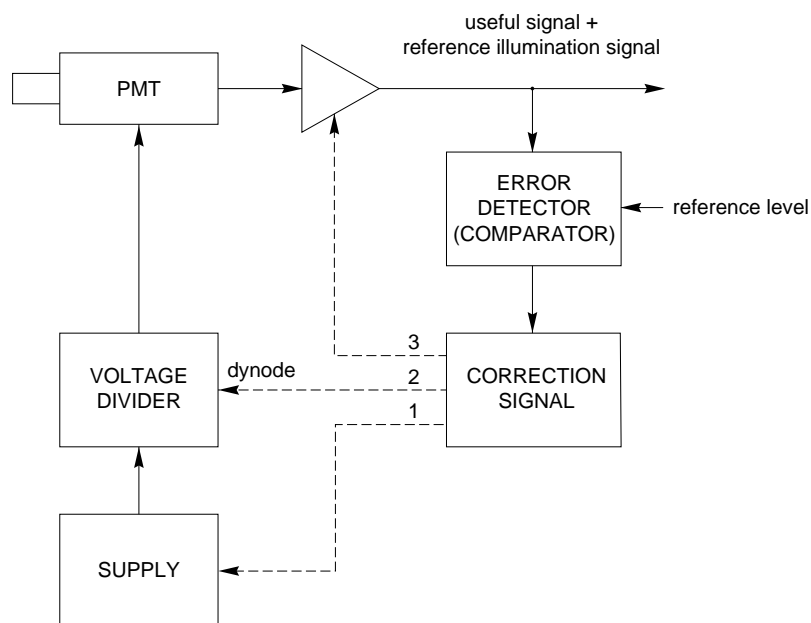 useful signal +
reference illumination signal
PMT
ERROR
DETECTOR
(COMPARATOR)
reference level
3
dynode
2
1
VOLTAGE
DIVIDER
CORRECTION
SIGNAL
SUPPLY